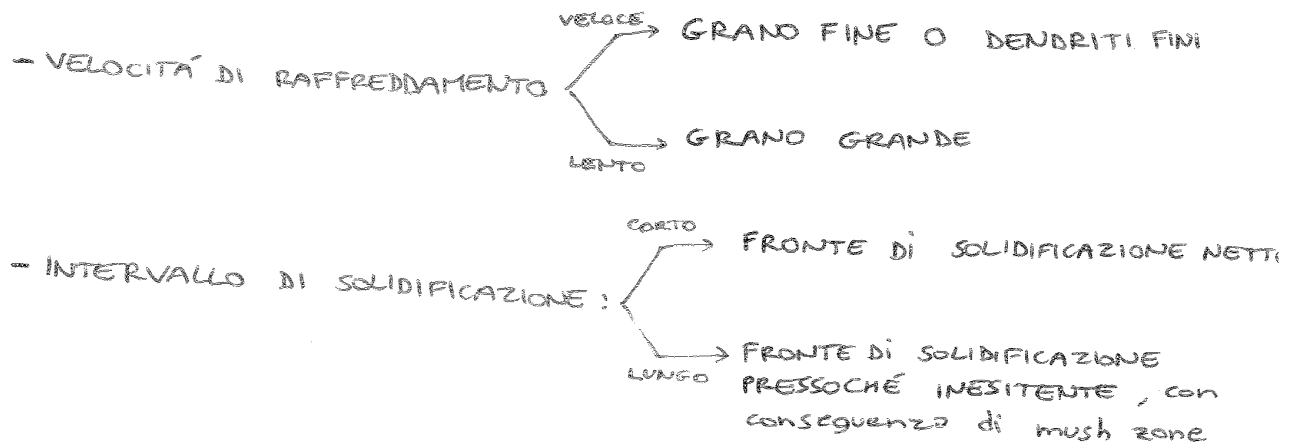 VELOCE
GRANO FINE O DENDRITI FINI
- VELOCITÁ DI RAFFREDDAMENTO
GRANO GRANDE
LENTO
CORTO
FRONTE Di SOLIDIFICAZIONE NETTi
- INTERVALLO DI SOLIDIFICAZIONE :
FRONTE Di SOLIDIFICAZIONE
LUNGO
PRESSOCHÉ INESITENTE, con
conseguenza di mush zone